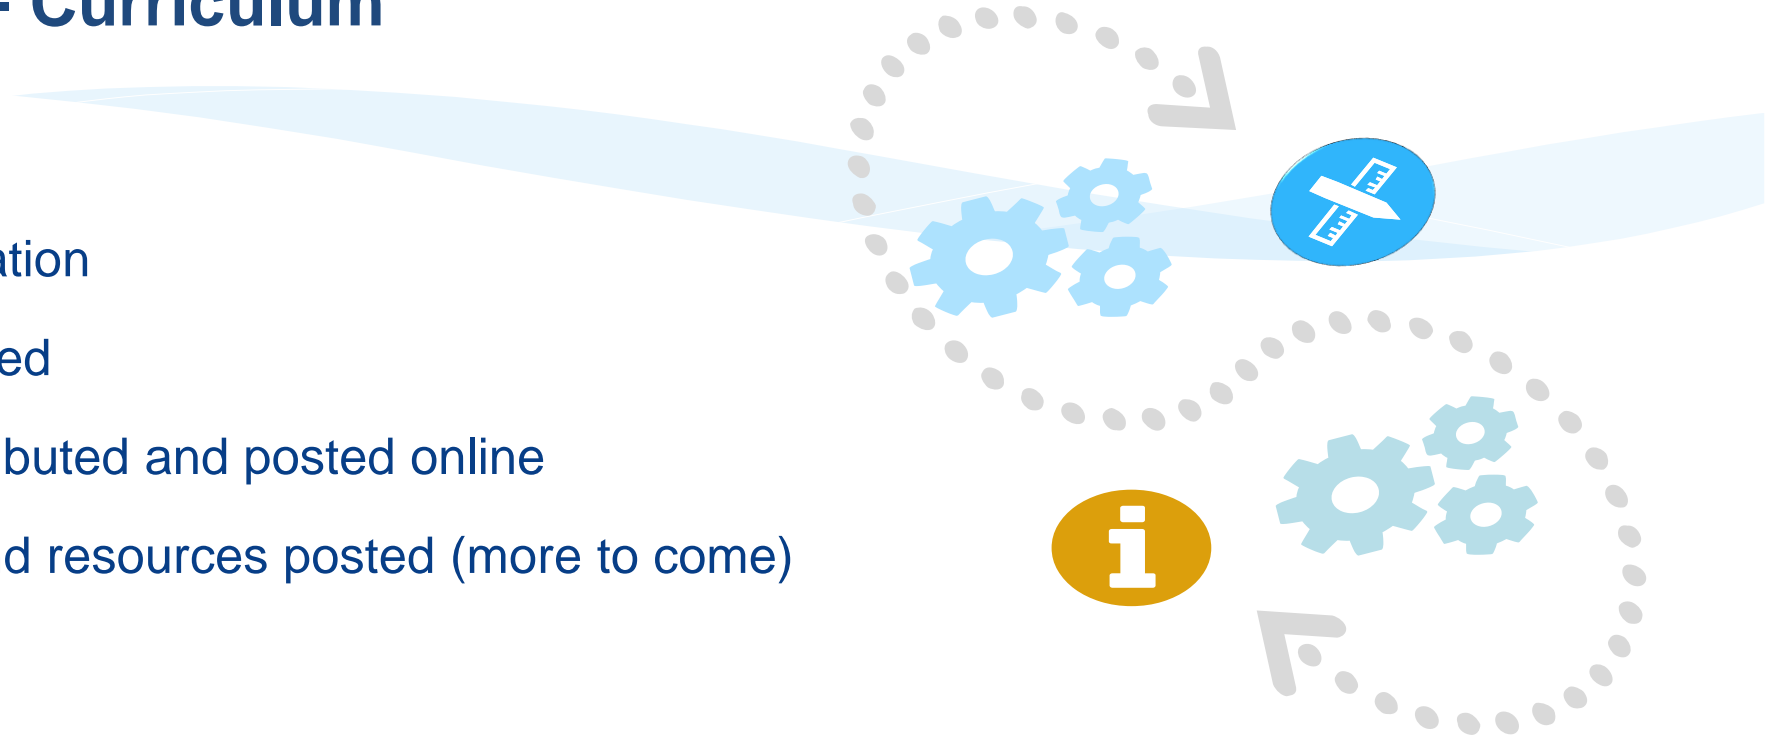 - Curriculum
ation
ed
buted and posted online
d resources posted (more to come)